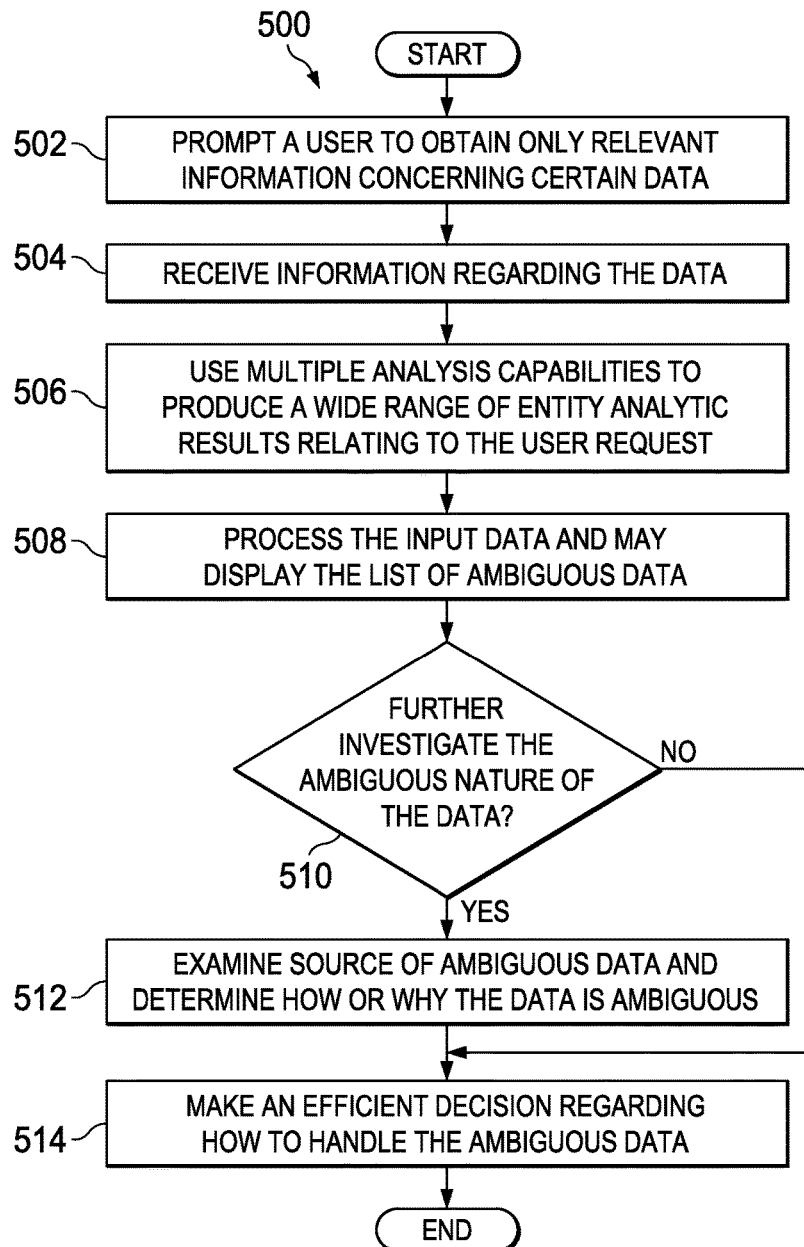 500
START
502
PROMPT A USER TO OBTAIN ONLY RELEVANT
INFORMATION CONCERNING CERTAIN DATA
504
RECEIVE INFORMATION REGARDING THE DATA
506
USE MULTIPLE ANALYSIS CAPABILITIES TO
PRODUCE A WIDE RANGE OF ENTITY ANALYTIC
RESULTS RELATING TO THE USER REQUEST
508
PROCESS THE INPUT DATA AND MAY
DISPLAY THE LIST OF AMBIGUOUS DATA
FURTHER
INVESTIGATE THE
AMBIGUOUS NATURE OF
THE DATA?
NO
510
YES
512
EXAMINE SOURCE OF AMBIGUOUS DATA AND
DETERMINE HOW OR WHY THE DATA IS AMBIGUOUS
514
MAKE AN EFFICIENT DECISION REGARDING
HOW TO HANDLE THE AMBIGUOUS DATA
END